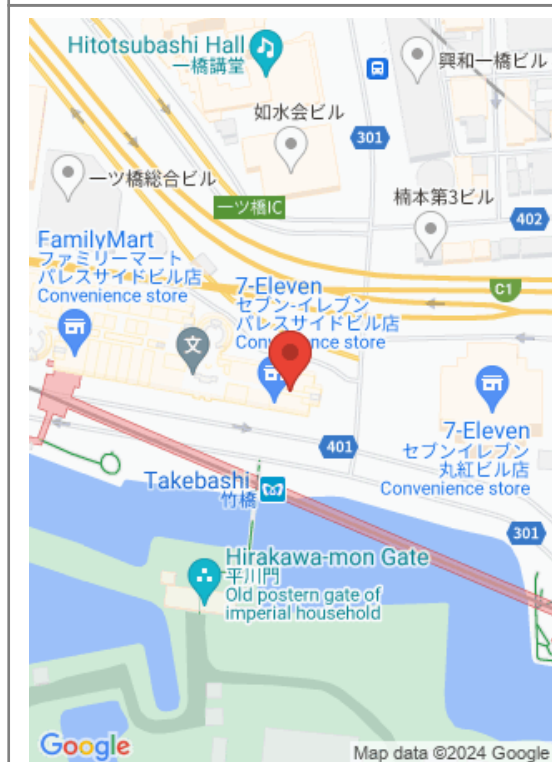 Hitotsubashi Hall
一橋講堂
興和一橋ビル
如水会ビル
301
一ツ橋総合ビル
一ツ橋IC
楠本第3ビル
402
FamilyMart
ファミリーマート
パレスサイドビル店
Convenience store
7-Eleven
セブン-イレブン
パレスサイドビル店
C1
文
7-Eleven
セブンイレブン
丸紅ビル店
Convenience store
401
Takebashi
竹橋
301
Hirakawa-mon Gate
平川門
Old postern gate of
imperial household
Google
Map data ©2024 Google